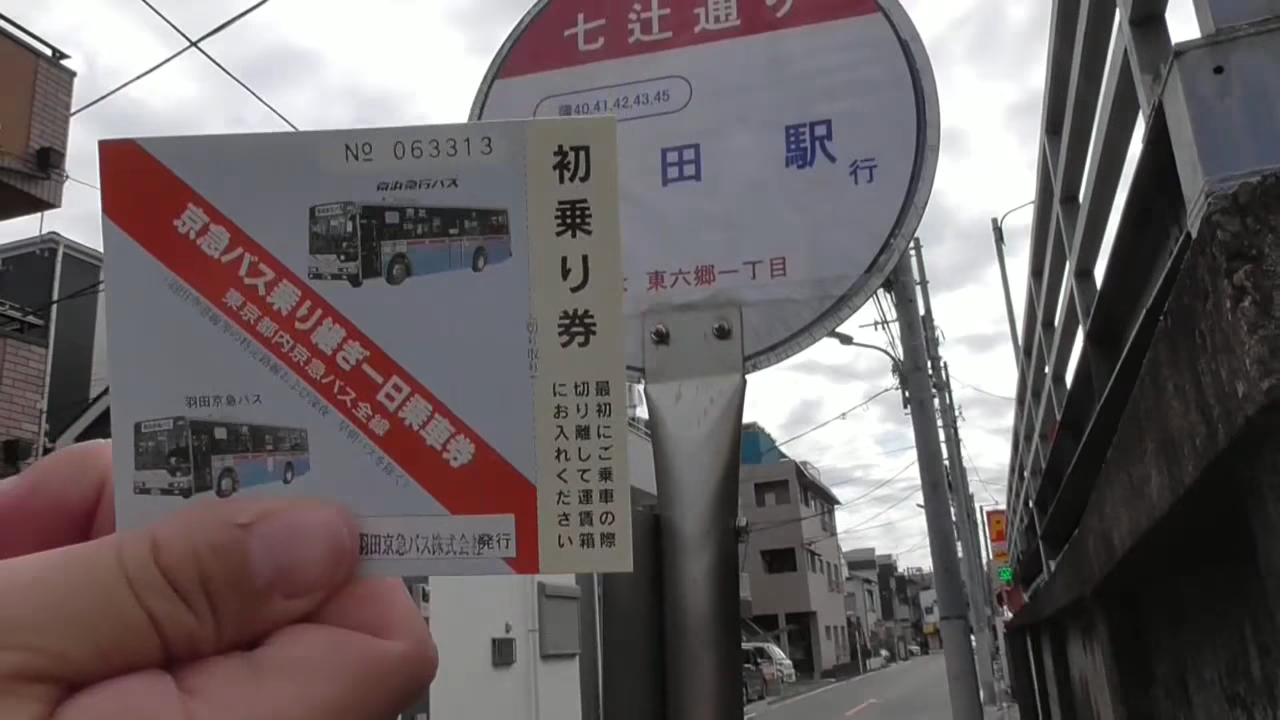 七辻通り
蒲40,41,42,43,45
田 駅 行
東六郷一丁目
№ 063313
京浜急行バス
京急バス乗り継ぎ一日乗車券
東京都内京急バス全線
羽田京急バス
羽田京急バス株式会社発行
初乗り券
最初にご乗車の際
切り離して運賃箱
にお入れください